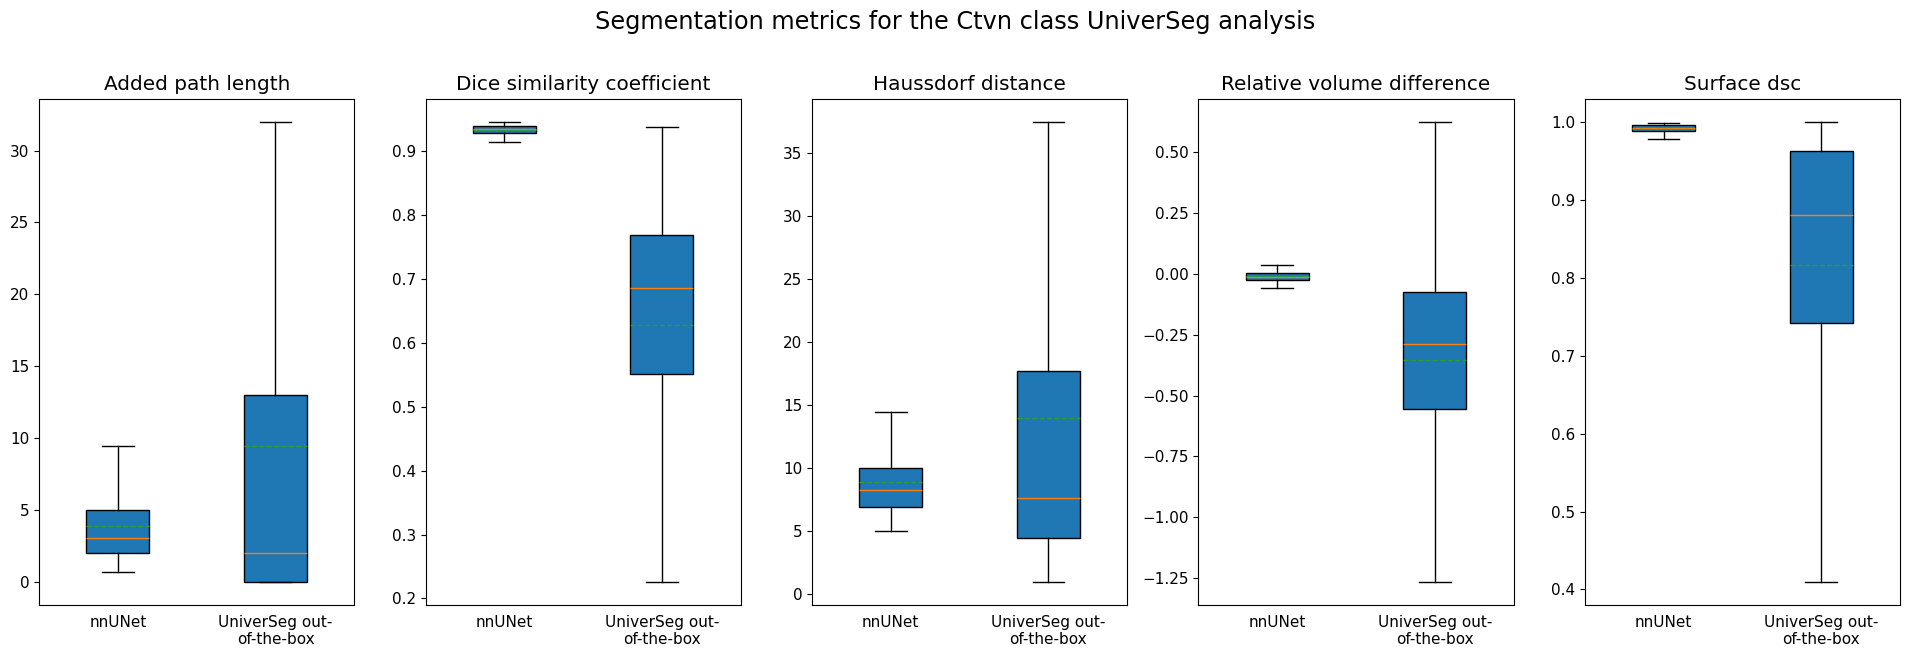 Segmentation metrics for the Ctvn class UniverSeg analysis
Added path length
30
25
20
15
10
5
0
nnUNet
UniverSeg out-
of-the-box
Dice similarity coefficient
0.9
0.8
0.7
0.6
0.5
0.4
0.3
0.2
nnUNet
UniverSeg out-
of-the-box
Haussdorf distance
35
30
25
20
15
10
5
0
nnUNet
UniverSeg out-
of-the-box
Relative volume difference
0.50
0.25
0.00
−0.25
−0.50
−0.75
−1.00
−1.25
nnUNet
UniverSeg out-
of-the-box
Surface dsc
1.0
0.9
0.8
0.7
0.6
0.5
0.4
nnUNet
UniverSeg out-
of-the-box